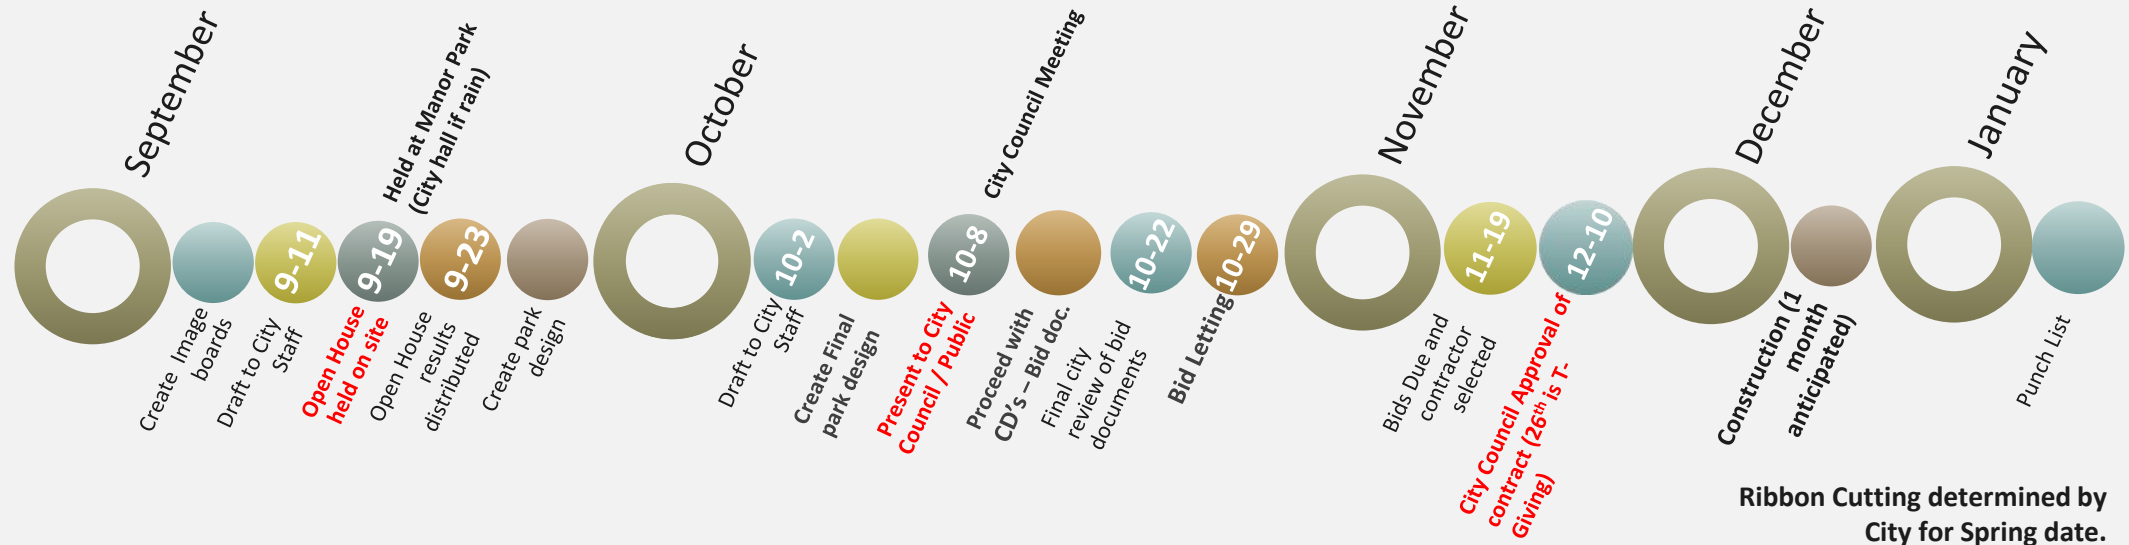 September
Create Image
boards
9-11
Draft to City
Staff
9-19
Held at Manor Park
(City hall if rain)
Open House
held on site
9-23
Open House
results
distributed
Create park
design
October
10-2
Draft to City
Staff
Create Final
park design
10-8
City Council Meeting
Present to City
Council / Public
Proceed with
CD's – Bid doc.
10-22
Final city
review of bid
documents
10-29
Bid Letting
November
11-19
Bids Due and
contractor
selected
12-10
City Council Approval of
contract (26th is T-
Giving)
December
Construction (1
month
anticipated)
January
Punch List
Ribbon Cutting determined by
City for Spring date.